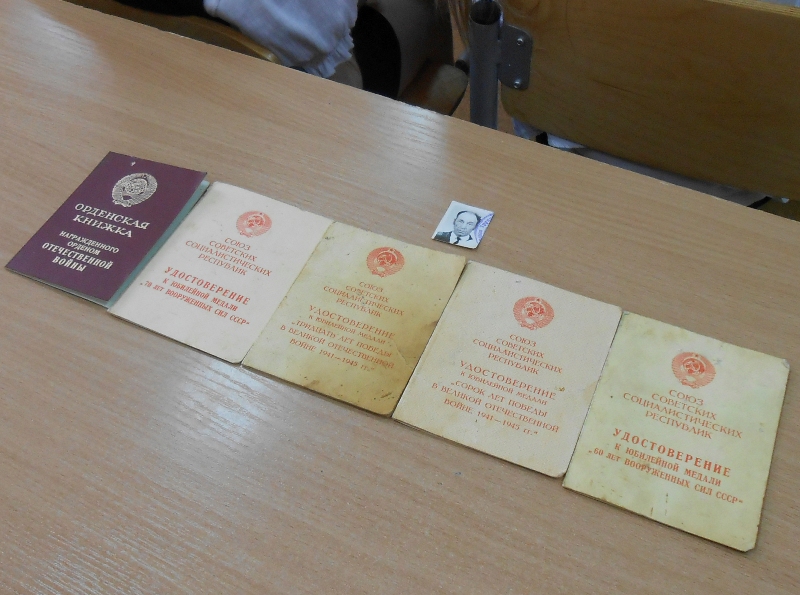 ОРДЕНСКАЯ
КНИЖКА
НАГРАЖДЕННОГО
ОРДЕНОМ
ОТЕЧЕСТВЕННОЙ
ВОЙНЫ
СОЮЗ
СОВЕТСКИХ
СОЦИАЛИСТИЧЕСКИХ
РЕСПУБЛИК
УДОСТОВЕРЕНИЕ
К ЮБИЛЕЙНОЙ МЕДАЛИ
„70 ЛЕТ ВООРУЖЕННЫХ СИЛ СССР“
СОЮЗ
СОВЕТСКИХ
СОЦИАЛИСТИЧЕСКИХ
РЕСПУБЛИК
УДОСТОВЕРЕНИЕ
К ЮБИЛЕЙНОЙ МЕДАЛИ
„ТРИДЦАТЬ ЛЕТ ПОБЕДЫ
В ВЕЛИКОЙ ОТЕЧЕСТВЕННОЙ
ВОЙНЕ 1941—1945 гг.“
СОЮЗ
СОВЕТСКИХ
СОЦИАЛИСТИЧЕСКИХ
РЕСПУБЛИК
УДОСТОВЕРЕНИЕ
К ЮБИЛЕЙНОЙ МЕДАЛИ
„СОРОК ЛЕТ ПОБЕДЫ
В ВЕЛИКОЙ ОТЕЧЕСТВЕННОЙ
ВОЙНЕ 1941—1945 гг.“
СОЮЗ
СОВЕТСКИХ
СОЦИАЛИСТИЧЕСКИХ
РЕСПУБЛИК
УДОСТОВЕРЕНИЕ
К ЮБИЛЕЙНОЙ МЕДАЛИ
„60 ЛЕТ ВООРУЖЕННЫХ СИЛ СССР“